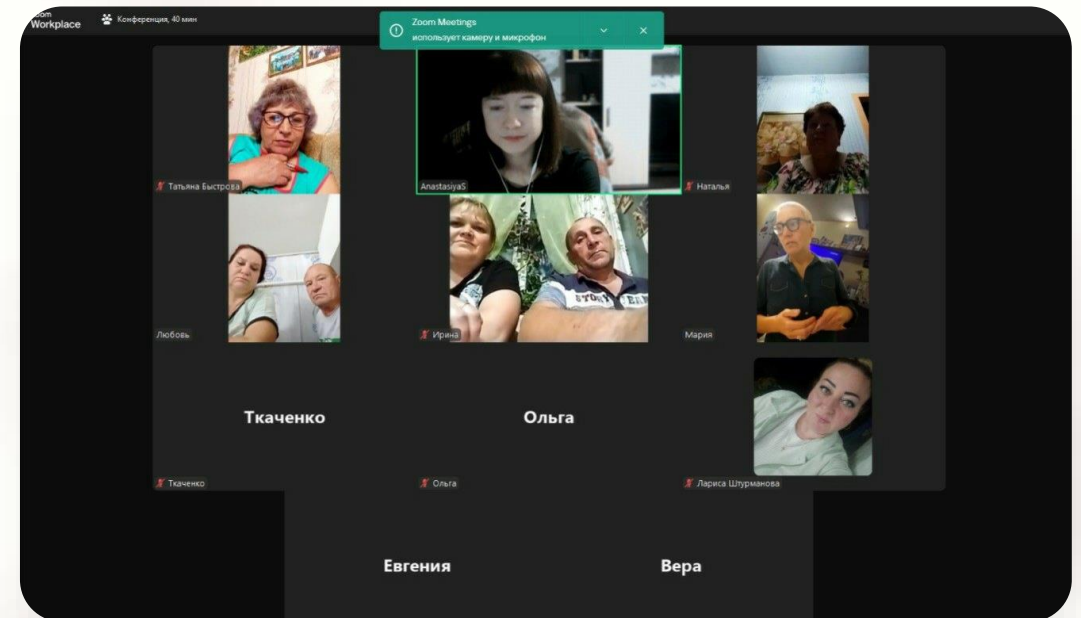 Workplace
Конференция, 40 мин
Zoom Meetings
использует камеру и микрофон
Татьяна Быстрова
AnastasiyaS
Наталья
Любовь
Ирина
Мария
Ткаченко
Ольга
Ткаченко
Ольга
Лариса Штурманова
Евгения
Вера